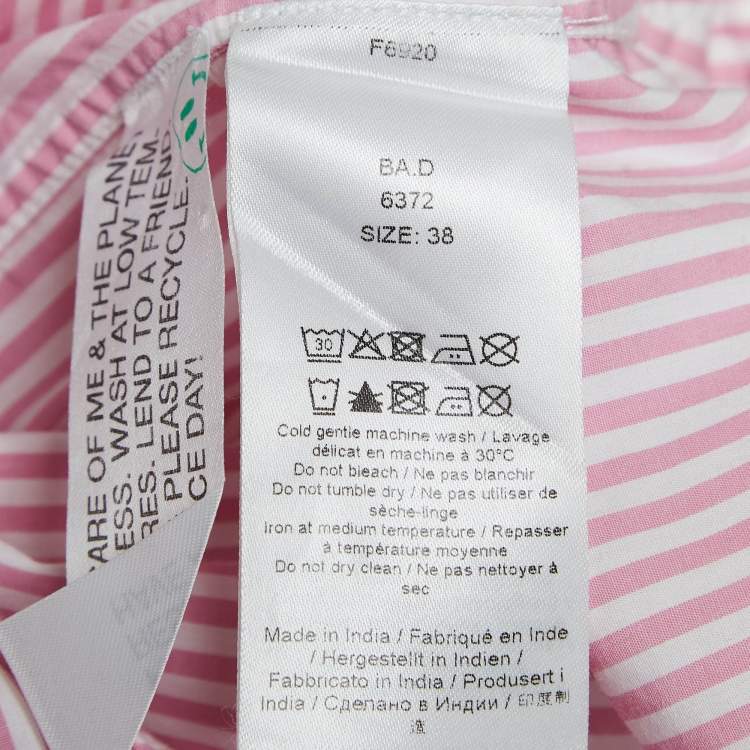 F6920
BA.D
6372
SIZE: 38
30
Cold gentle machine wash / Lavage
délicat en machine à 30°C
Do not bleach / Ne pas blanchir
Do not tumble dry / Ne pas utiliser de
sèche-linge
Iron at medium temperature / Repasser
à température moyenne
Do not dry clean / Ne pas nettoyer à
sec
Made in India / Fabriqué en Inde
/ Hergestellt in Indien /
Fabbricato in India / Produsert i
India / Сделано в Индии / 印度制
造
ARE OF ME & THE PLANE
ESS. WASH AT LOW TEM
RES. LEND TO A FRIEND
PLEASE RECYCLE.
CE DAY!